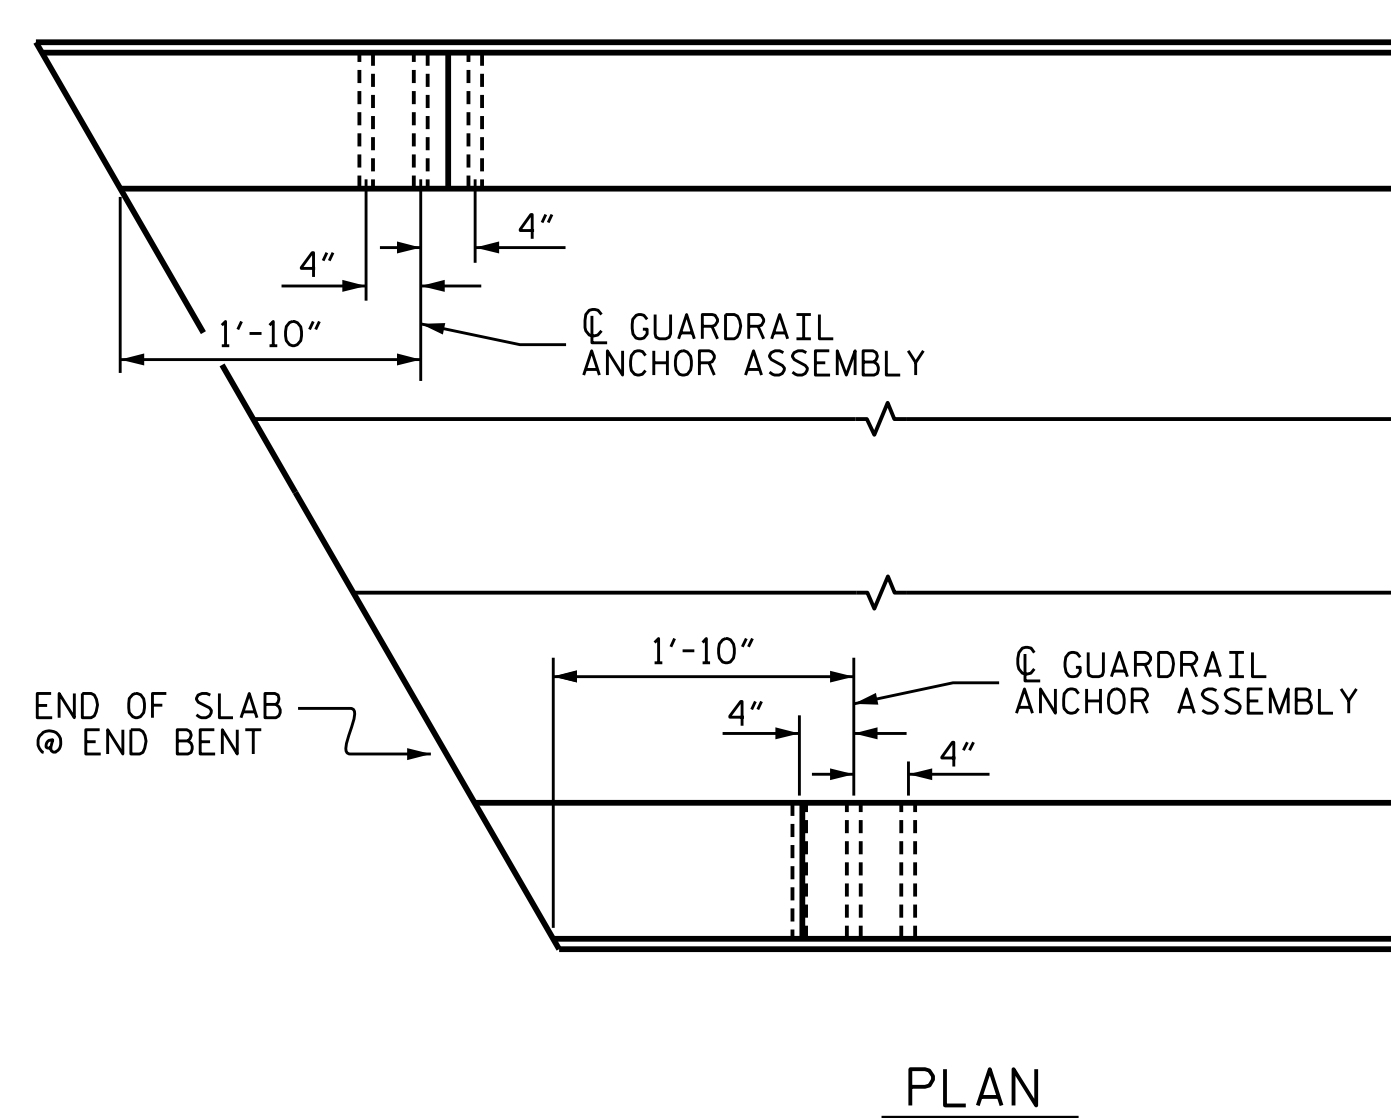 4"
4"
1'-10"
℄ GUARDRAIL
ANCHOR ASSEMBLY
1'-10"
℄ GUARDRAIL
ANCHOR ASSEMBLY
4"
4"
END OF SLAB
@ END BENT
PLAN